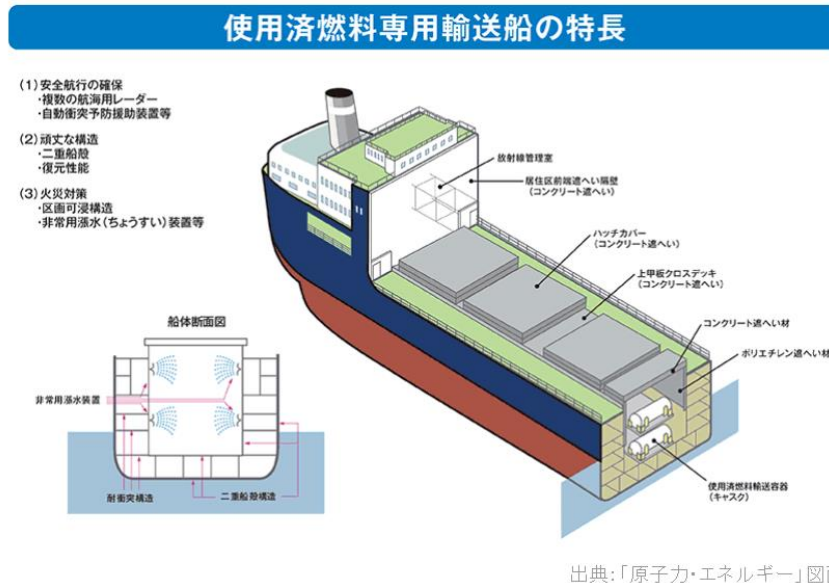 使用済燃料専用輸送船の特長
(1)安全航行の確保
・複数の航海用レーダー
・自動衝突予防援助装置等
(2)頑丈な構造
・二重船殻
・復元性能
(3)火災対策
・区画可浸構造
・非常用漲水(ちょうすい)装置等
放射線管理室
居住区前端遮へい隔壁
(コンクリート遮へい)
ハッチカバー
(コンクリート遮へい)
上甲板クロスデッキ
(コンクリート遮へい)
コンクリート遮へい材
ポリエチレン遮へい材
使用済燃料輸送容器
(キャスク)
船体断面図
非常用漲水装置
耐衝突構造
二重船殻構造
出典:「原子力・エネルギー」図